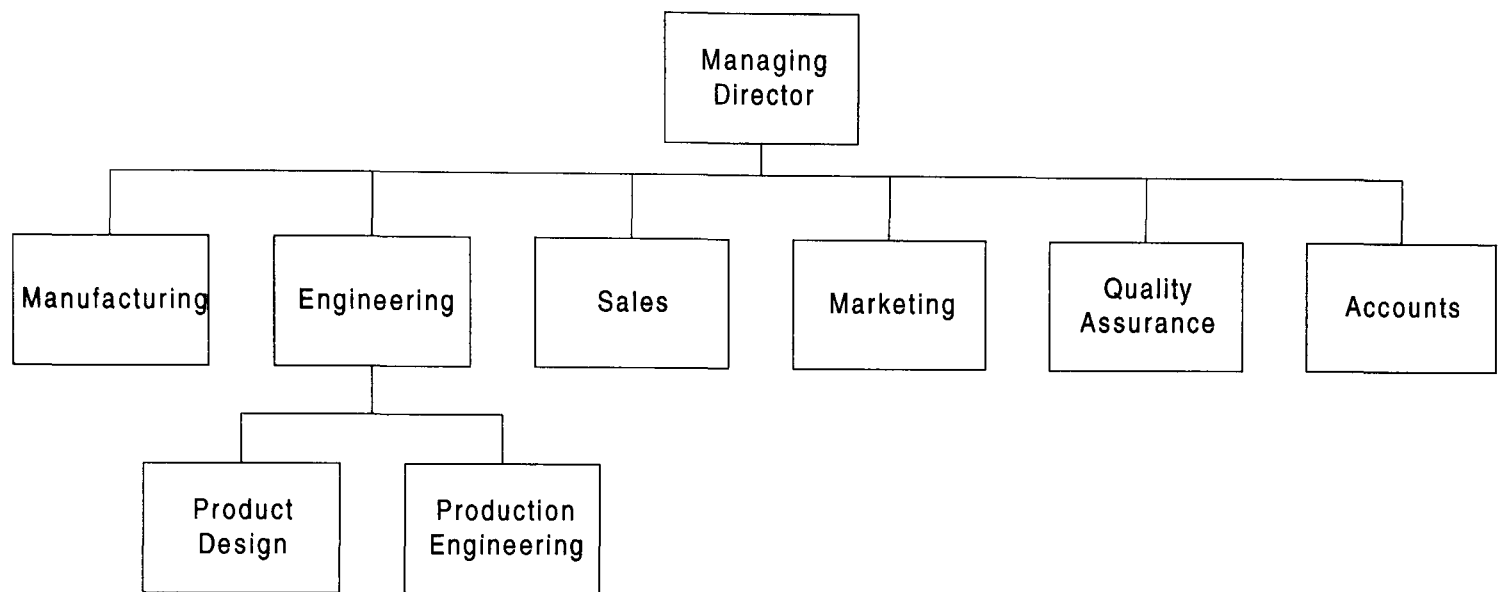 Managing
Director
Manufacturing
Engineering
Sales
Marketing
Quality
Assurance
Accounts
Product
Design
Production
Engineering